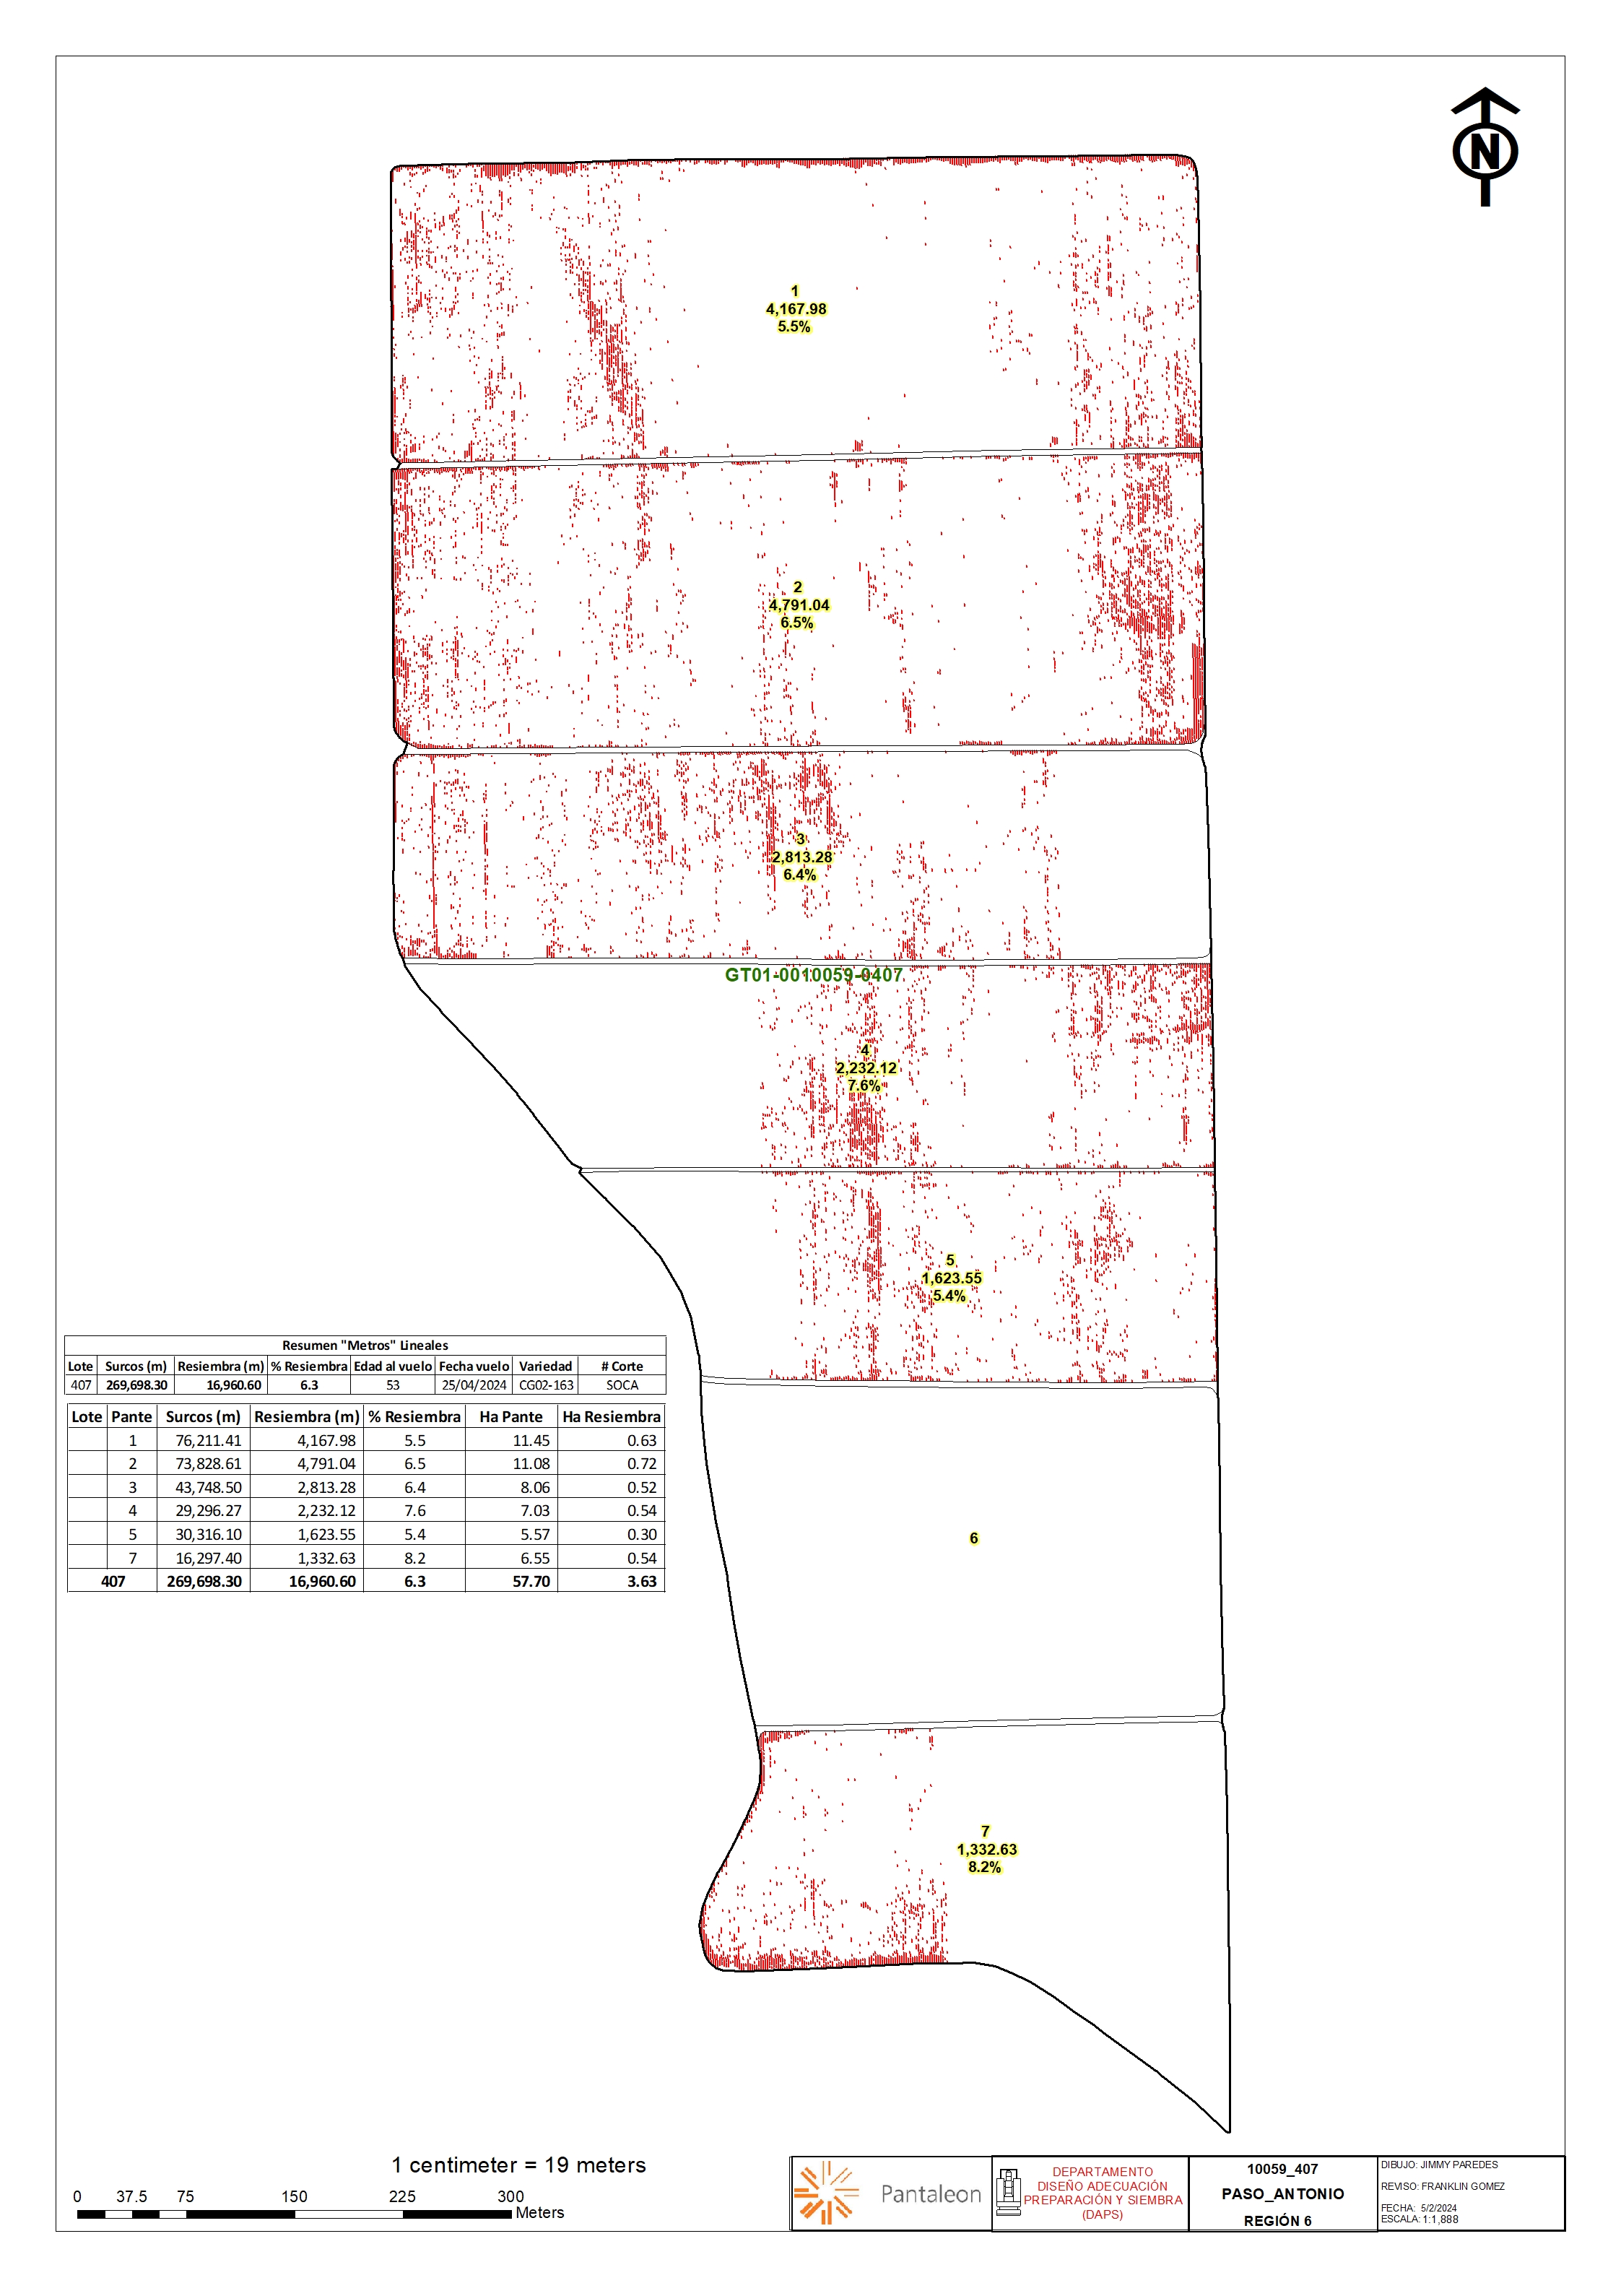 N
1
4,167.98
5.5%
2
4,791.04
6.5%
3
2,813.28
6.4%
GT01-0010059-0407
4
2,232.12
7.6%
5
1,623.55
5.4%
Resumen "Metros" Lineales
Lote Surcos (m) Resiembra (m) % Resiembra Edad al vuelo Fecha vuelo Variedad # Corte
407 269,698.30 16,960.60 6.3 53 25/04/2024 CG02-163 SOCA
Lote Pante Surcos (m) Resiembra (m) % Resiembra Ha Pante Ha Resiembra
1 76,211.41 4,167.98 5.5 11.45 0.63
2 73,828.61 4,791.04 6.5 11.08 0.72
3 43,748.50 2,813.28 6.4 8.06 0.52
4 29,296.27 2,232.12 7.6 7.03 0.54
5 30,316.10 1,623.55 5.4 5.57 0.30
7 16,297.40 1,332.63 8.2 6.55 0.54
407 269,698.30 16,960.60 6.3 57.70 3.63
6
7
1,332.63
8.2%
1 centimeter = 19 meters
0 37.5 75 150 225 300
Meters
Pantaleon
DEPARTAMENTO
DISEÑO ADECUACIÓN
PREPARACIÓN Y SIEMBRA
(DAPS)
10059_407
PASO_ANTONIO
REGIÓN 6
DIBUJO: JIMMY PAREDES
REVISO: FRANKLIN GOMEZ
FECHA: 5/2/2024
ESCALA: 1:1,888